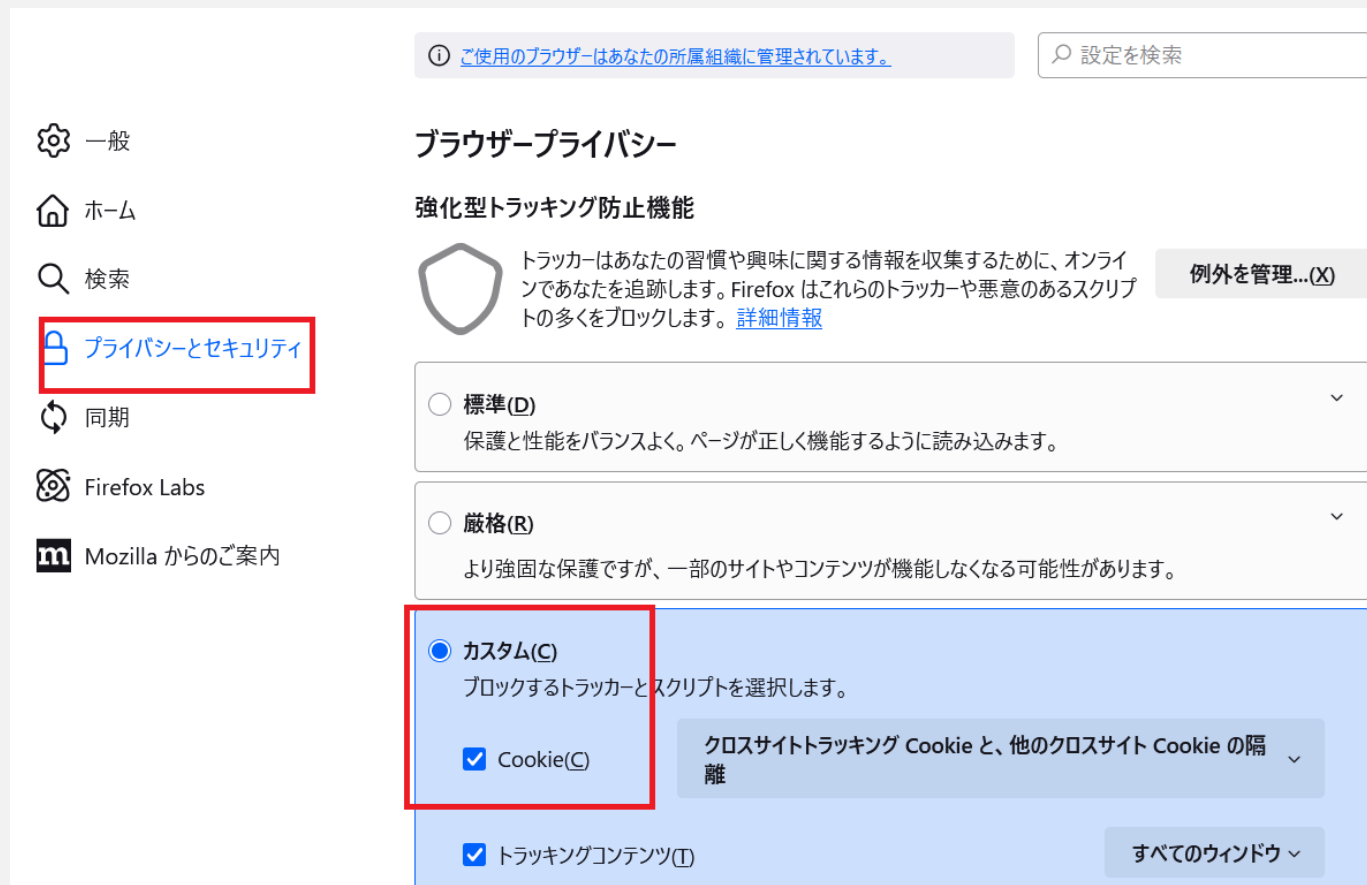 ご使用のブラウザーはあなたの所属組織に管理されています。
設定を検索
一般
ホーム
検索
プライバシーとセキュリティ
同期
Firefox Labs
m
Mozilla からのご案内
ブラウザープライバシー
強化型トラッキング防止機能
トラッカーはあなたの習慣や興味に関する情報を収集するために、オンライ
ンであなたを追跡します。Firefox はこれらのトラッカーや悪意のあるスクリプ
トの多くをブロックします。 詳細情報
例外を管理...(X)
標準(D)
保護と性能をバランスよく。ページが正しく機能するように読み込みます。
厳格(R)
より強固な保護ですが、一部のサイトやコンテンツが機能しなくなる可能性があります。
カスタム(C)
ブロックするトラッカーとスクリプトを選択します。
Cookie(C)
クロスサイトトラッキング Cookie と、他のクロスサイト Cookie の隔
離
トラッキングコンテンツ(T)
すべてのウィンドウ